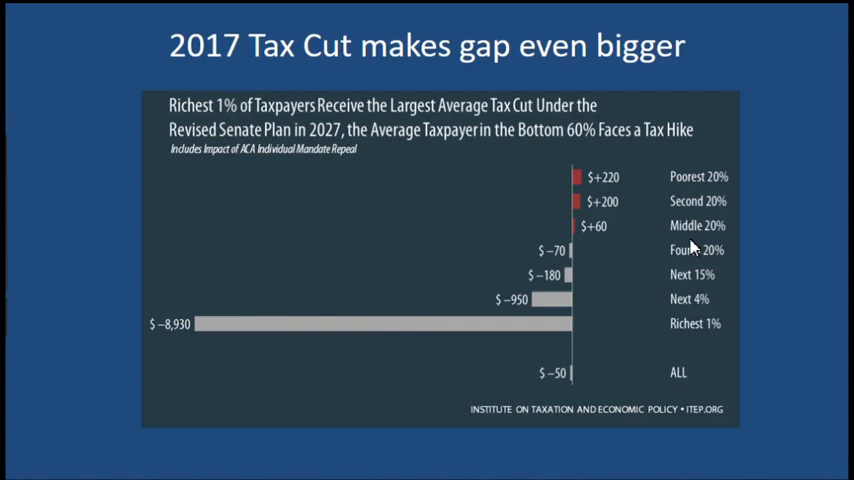 2017 Tax Cut makes gap even bigger
Richest 1% of Taxpayers Receive the Largest Average Tax Cut Under the
Revised Senate Plan in 2027, the Average Taxpayer in the Bottom 60% Faces a Tax Hike
Includes Impact of ACA Individual Mandate Repeal
$+220 Poorest 20%
$+200 Second 20%
$+60 Middle 20%
$ –70 20%
$ –180 Next 15%
$ –950 Next 4%
$ –8,930 Richest 1%
$ –50 ALL
INSTITUTE ON TAXATION AND ECONOMIC POLICY • ITEP.ORG